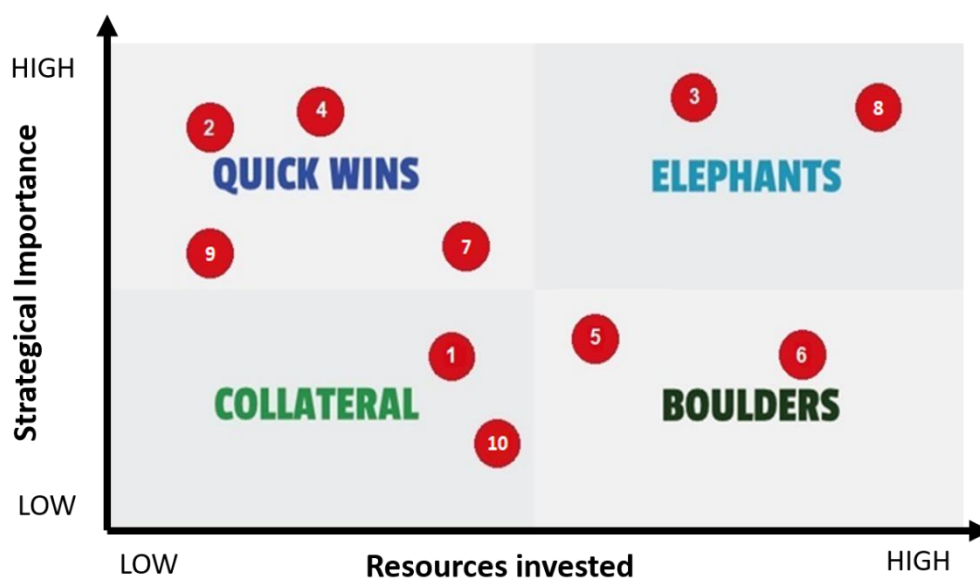 HIGH
3
8
4
2
QUICK WINS
ELEPHANTS
7
9
Strategical Importance
5
6
1
COLLATERAL
BOULDERS
10
LOW
LOW
Resources invested
HIGH